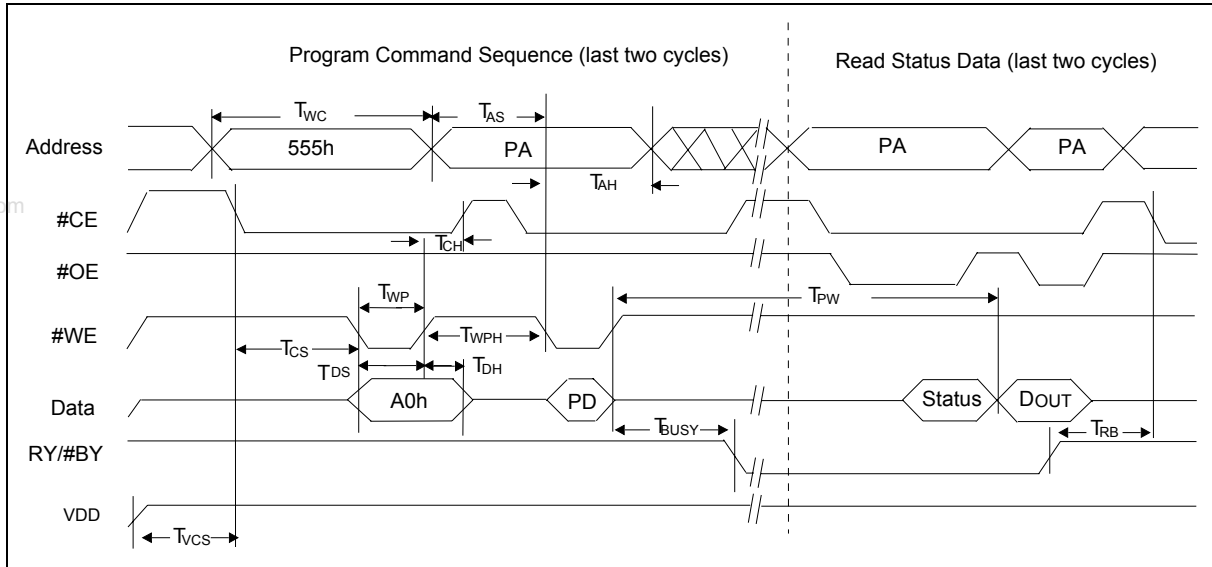 Program Command Sequence (last two cycles)
Read Status Data (last two cycles)
TWC
TAS
Address
555h
PA
PA
PA
TAH
om
#CE
TCH
#OE
TWP
TPW
#WE
TWPH
TCS
TDS
TDH
Data
A0h
PD
Status
DOUT
TBUSY
TRB
RY/#BY
VDD
TVCS